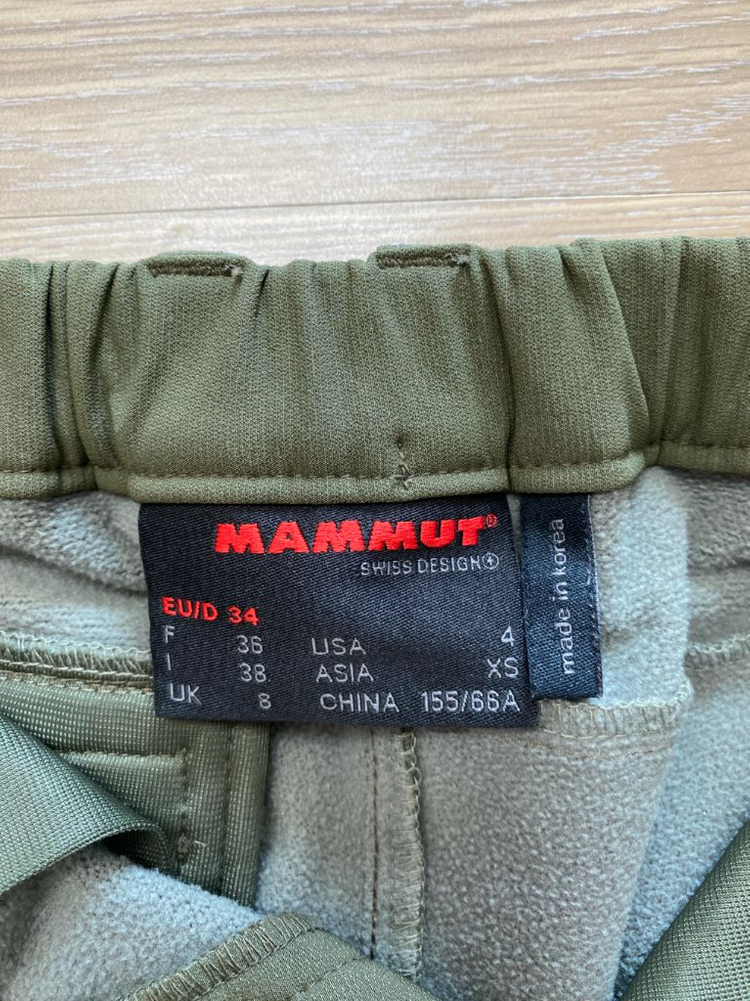 MAMMUT®
SWISS DESIGN
EU/D 34
F 36 USA 4
I 38 ASIA XS
UK 8 CHINA 155/66A
made in korea